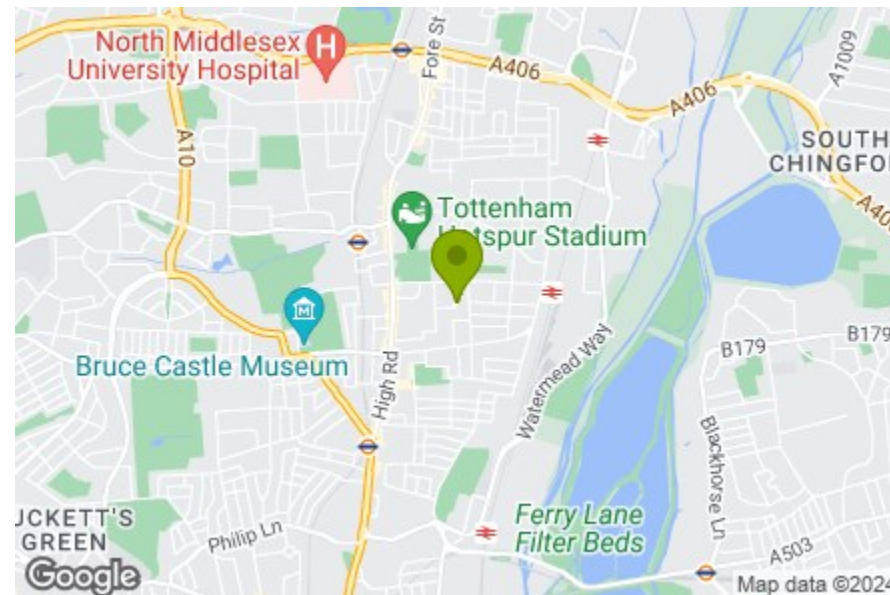 North Middlesex
University Hospital
H
Fore St
A406
A406
A1009
A10
SOUTH
CHINGFO
A40
Tottenham
Hotspur Stadium
M
Bruce Castle Museum
High Rd
Watermead Way
B179
B179
Blackhorse Ln
UCKETT'S
GREEN
Philip Ln
Ferry Lane
Filter Beds
A503
Google
Map data ©2024